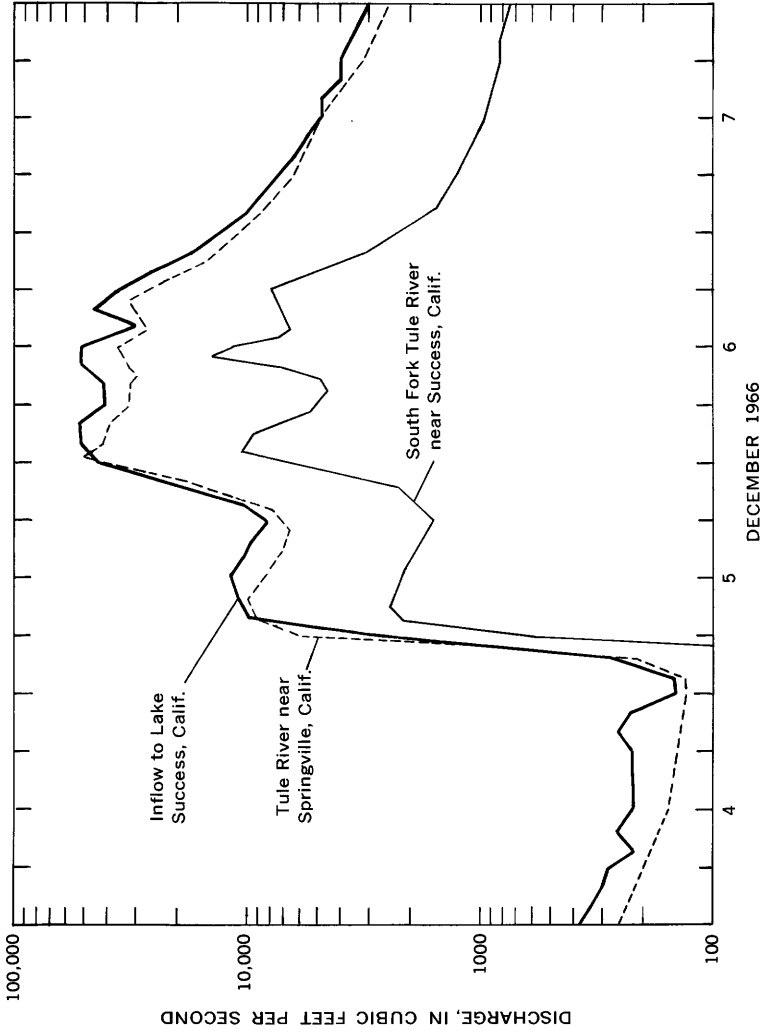 100,000
10,000
1000
100
DISCHARGE, IN CUBIC FEET PER SECOND
Inflow to Lake
Success, Calif.
Tule River near
Springville, Calif.
South Fork Tule River
near Success, Calif.
4
5
6
7
DECEMBER 1966